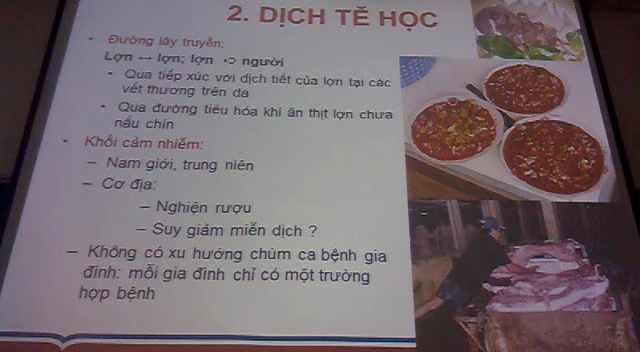 2. DỊCH TỄ HỌC
• Đường lây truyền:
Lợn ↔ lợn; lợn ➲ người
• Qua tiếp xúc với dịch tiết của lợn tại các
vết thương trên da
• Qua đường tiêu hóa khi ăn thịt lợn chưa
nấu chín
• Khối cảm nhiễm:
– Nam giới, trung niên
– Cơ địa:
– Nghiện rượu
– Suy giảm miễn dịch ?
– Không có xu hướng chùm ca bệnh gia
đình: mỗi gia đình chỉ có một trường
hợp bệnh